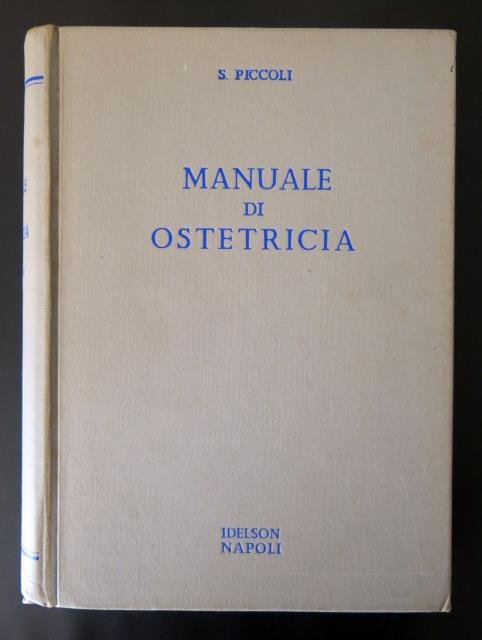 S. PICCOLI
MANUALE
DI
OSTETRICIA
IDELSON
NAPOLI